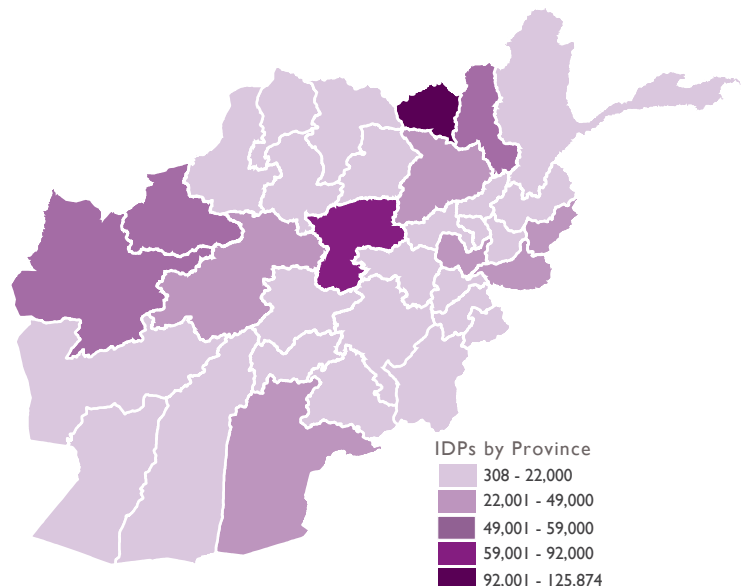 IDPs by Province
308 - 22,000
22,001 - 49,000
49,001 - 59,000
59,001 - 92,000
92,001 - 125,874